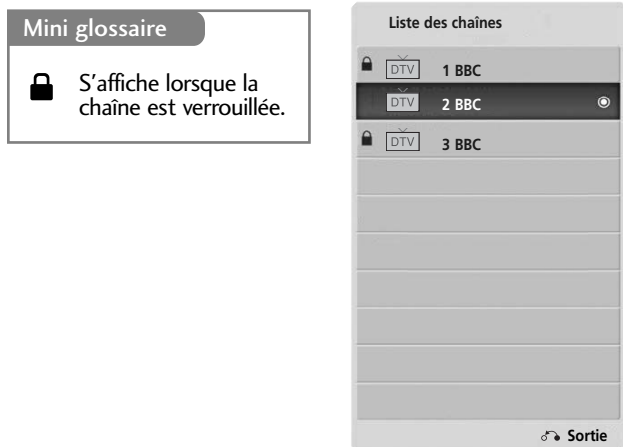 Mini glossaire
S’affiche lorsque la
chaîne est verrouillée.
Liste des chaînes
DTV 1 BBC
DTV 2 BBC
DTV 3 BBC
Sortie